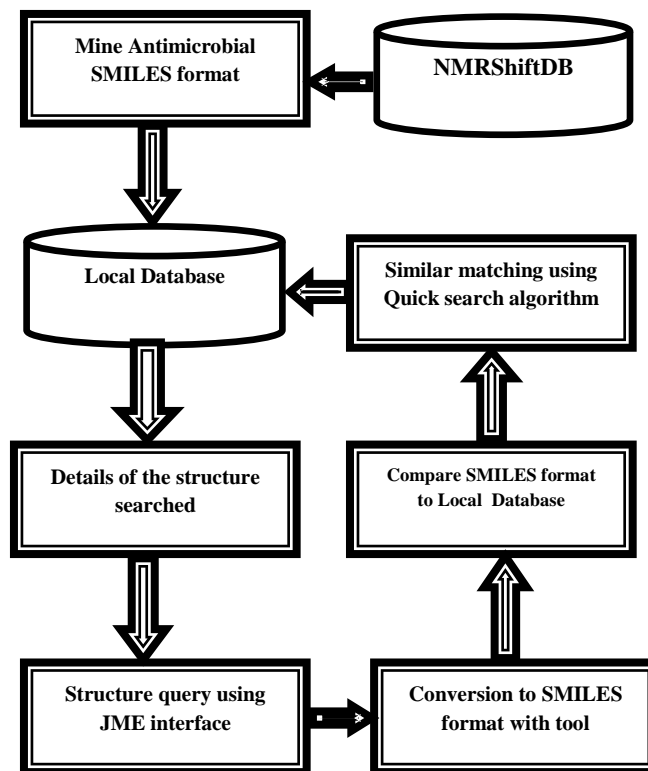 Mine Antimicrobial
SMILES format
NMRShiftDB
Local Database
Similar matching using
Quick search algorithm
Details of the structure
searched
Compare SMILES format
to Local Database
Structure query using
JME interface
Conversion to SMILES
format with tool